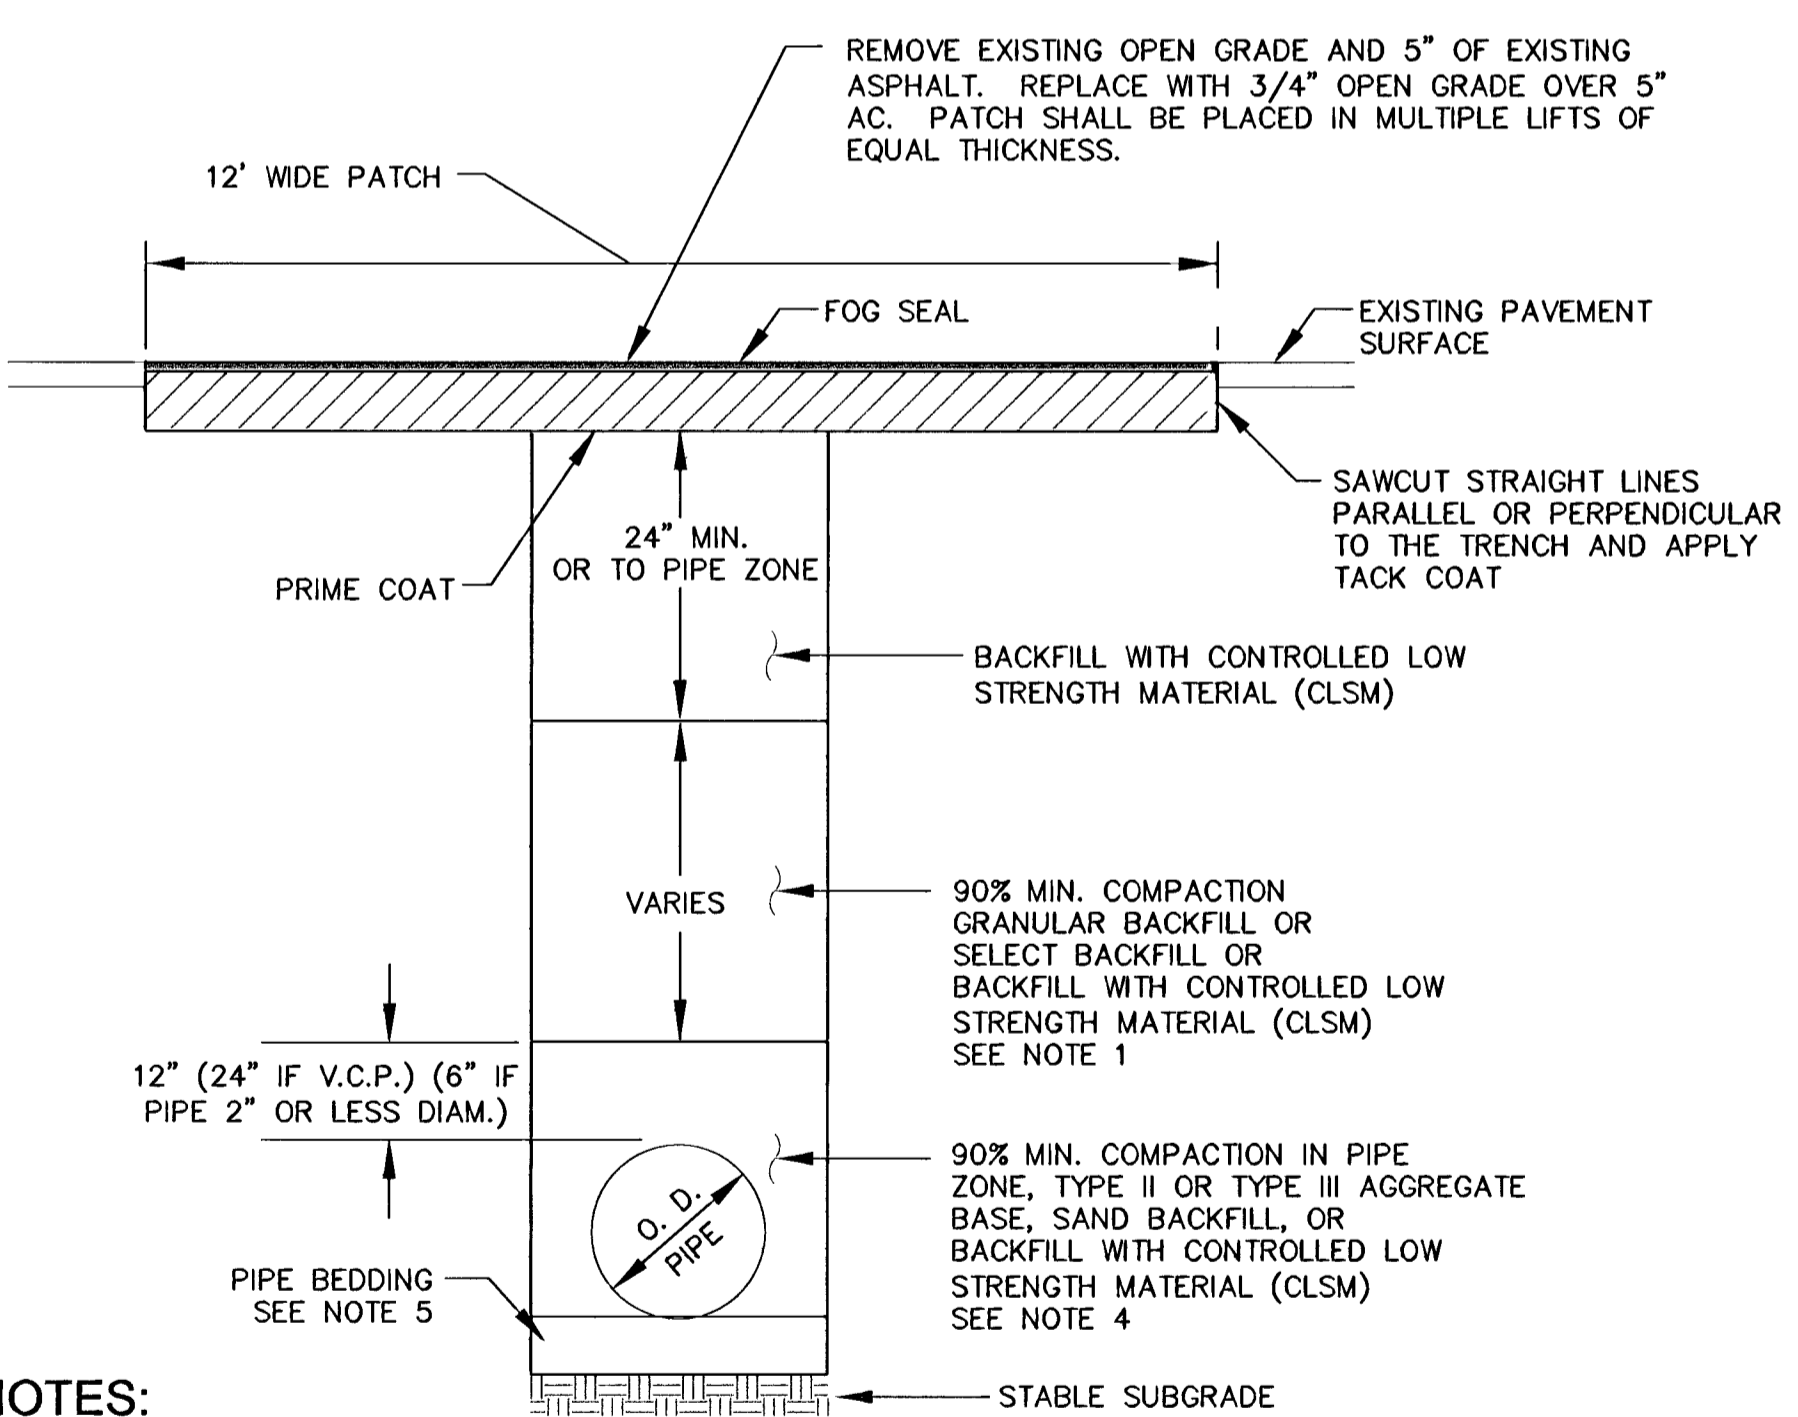 REMOVE EXISTING OPEN GRADE AND 5" OF EXISTING
ASPHALT. REPLACE WITH 3/4" OPEN GRADE OVER 5"
AC. PATCH SHALL BE PLACED IN MULTIPLE LIFTS OF
EQUAL THICKNESS.
12' WIDE PATCH
FOG SEAL
EXISTING PAVEMENT
SURFACE
SAWCUT STRAIGHT LINES
PARALLEL OR PERPENDICULAR
TO THE TRENCH AND APPLY
TACK COAT
24" MIN.
OR TO PIPE ZONE
PRIME COAT
BACKFILL WITH CONTROLLED LOW
STRENGTH MATERIAL (CLSM)
VARIES
90% MIN. COMPACTION
GRANULAR BACKFILL OR
SELECT BACKFILL OR
BACKFILL WITH CONTROLLED LOW
STRENGTH MATERIAL (CLSM)
SEE NOTE 1
12" (24" IF V.C.P.) (6" IF
PIPE 2" OR LESS DIAM.)
90% MIN. COMPACTION IN PIPE
ZONE, TYPE II OR TYPE III AGGREGATE
BASE, SAND BACKFILL, OR
BACKFILL WITH CONTROLLED LOW
STRENGTH MATERIAL (CLSM)
SEE NOTE 4
O. D.
PIPE
PIPE BEDDING
SEE NOTE 5
STABLE SUBGRADE
NOTES: